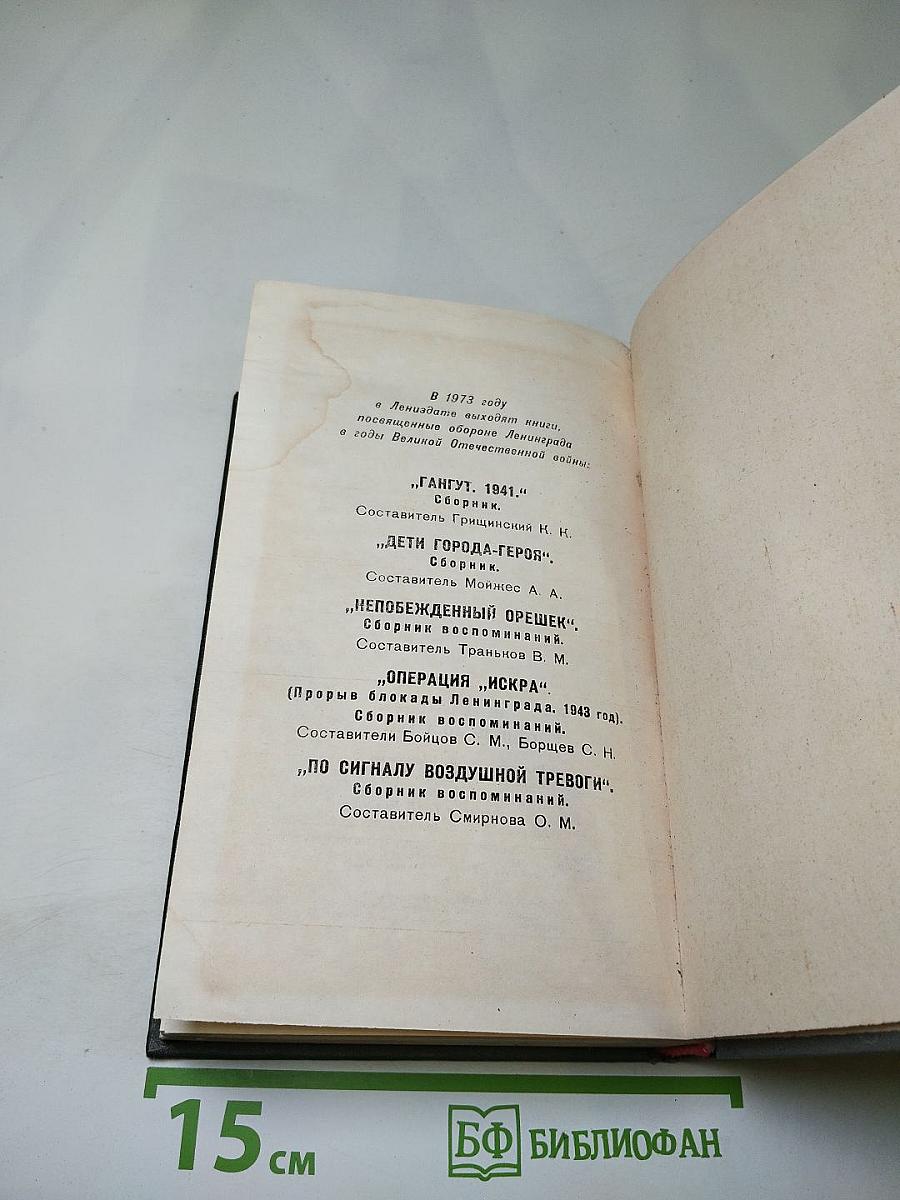 В 1973 году
в Лениздате выходят книги,
посвященные обороне Ленинграда
в годы Великой Отечественной войны:
„ГАНГУТ. 1941.“
Сборник.
Составитель Грищинский К. К.
„ДЕТИ ГОРОДА-ГЕРОЯ“.
Сборник.
Составитель Мойжес А. А.
„НЕПОБЕЖДЕННЫЙ ОРЕШЕК“.
Сборник воспоминаний.
Составитель Траньков В. М.
„ОПЕРАЦИЯ „ИСКРА“.
(Прорыв блокады Ленинграда. 1943 год).
Сборник воспоминаний.
Составители Бойцов С. М., Борщев С. Н.
„ПО СИГНАЛУ ВОЗДУШНОЙ ТРЕВОГИ“.
Сборник воспоминаний.
Составитель Смирнова О. М.
15 см
БФ БИБЛИОФАН